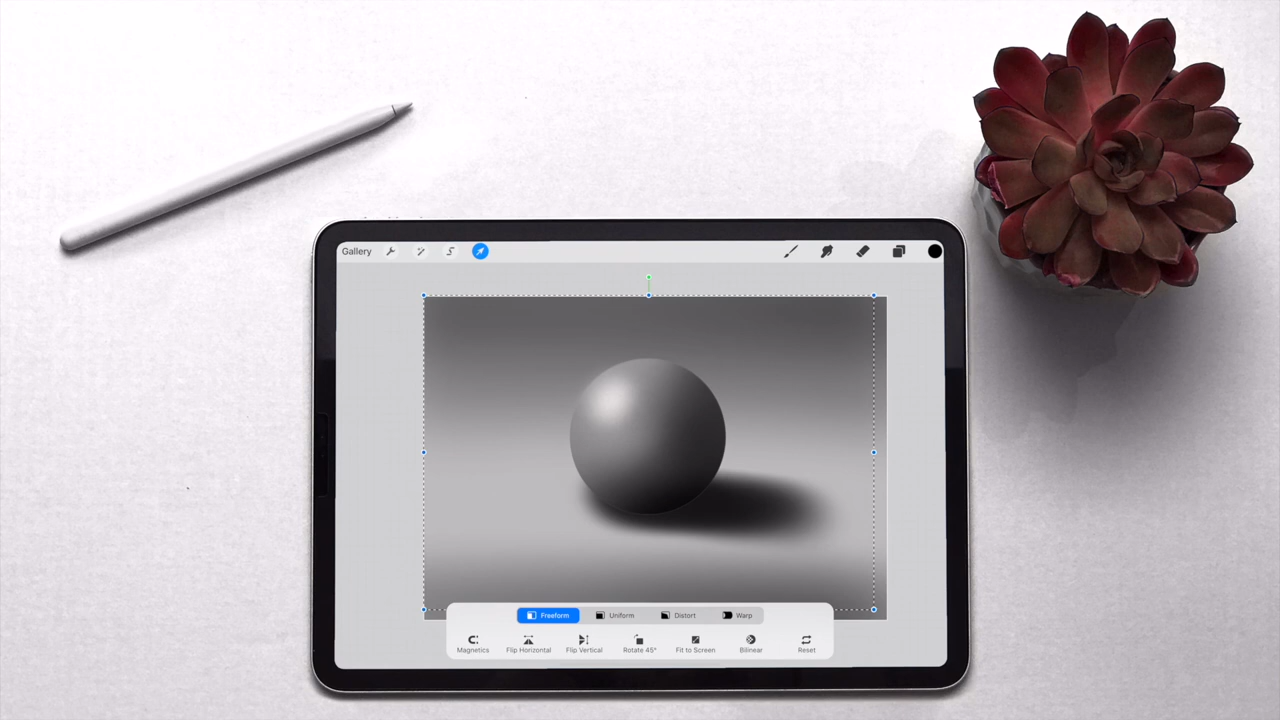 Gallery
Freeform Uniform Distort Warp
Magnetics Flip Horizontal Flip Vertical Rotate 45° Fit to Screen Bilinear Reset